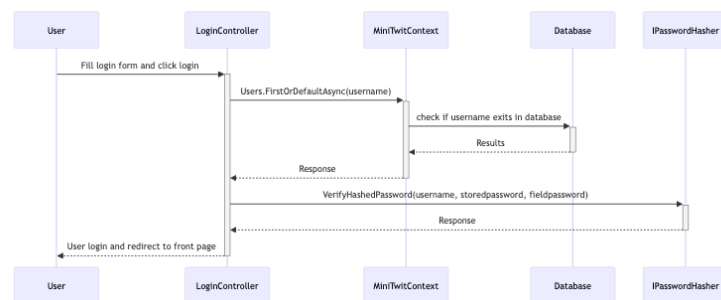 User
LoginController
MiniTwitContext
Database
IPasswordHasher
Fill login form and click login
Users.FirstOrDefaultAsync(username)
check if username exits in database
Results
Response
VerifyHashedPassword(username, storedpassword, fieldpassword)
Response
User login and redirect to front page
User
LoginController
MiniTwitContext
Database
IPasswordHasher